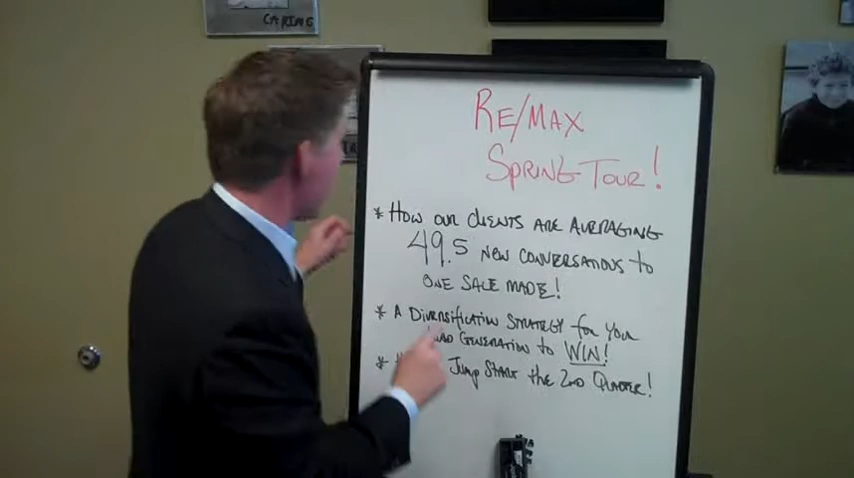 CARING
RE/MAX
SPRING TOUR!
* HOW OUR CLIENTS ARE AVERAGING
49.5 NEW CONVERSATIONS TO
ONE SALE MADE!
* A DIVERSIFICATION STRATEGY FOR YOUR
GENERATION TO WIN!
* JUMP START THE 2ND QUARTER!